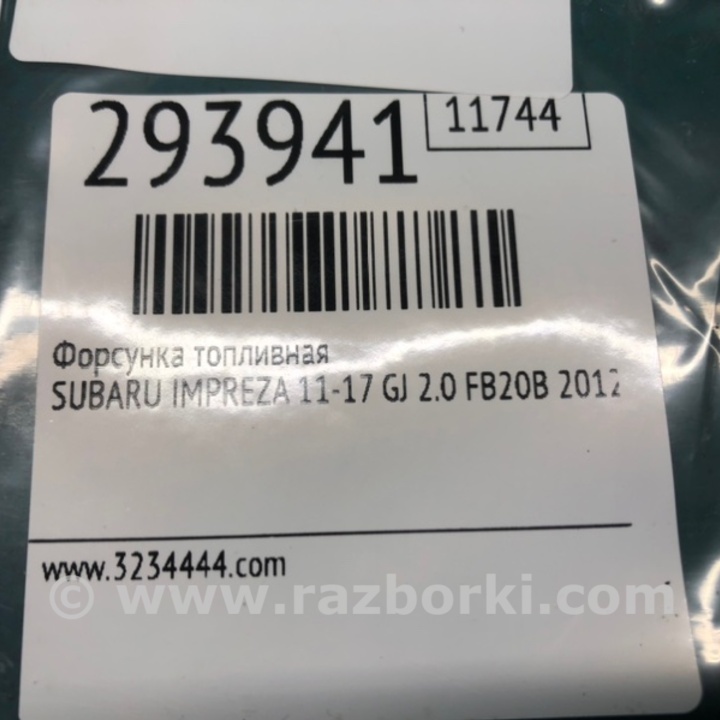 293941
11744
Форсунка топливная
SUBARU IMPREZA 11-17 GJ 2.0 FB20B 2012
www.3234444.com
© www.razborki.com